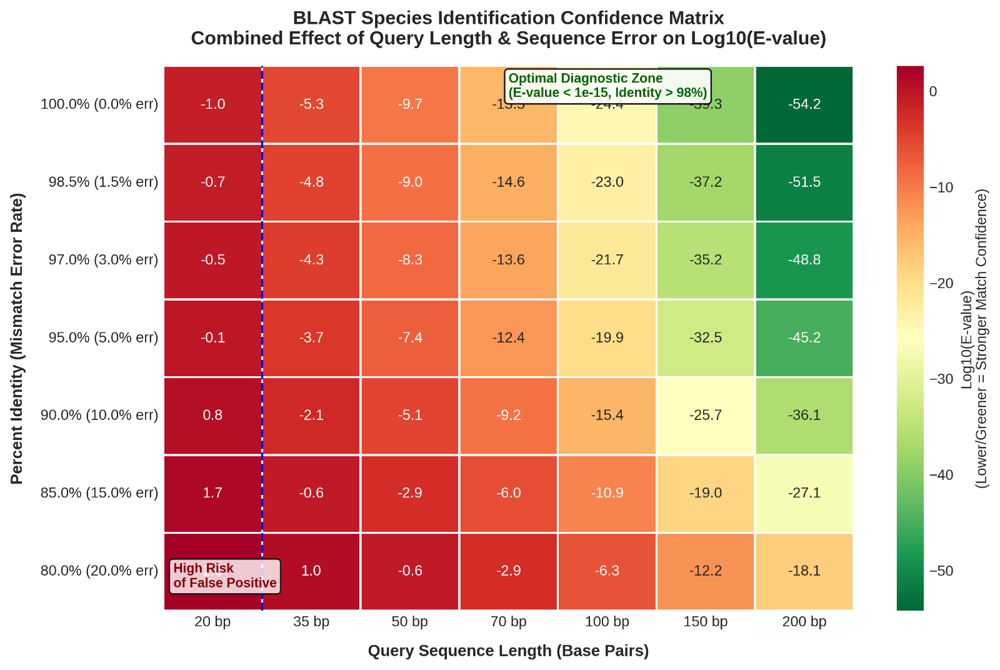 BLAST Species Identification Confidence Matrix
Combined Effect of Query Length & Sequence Error on Log10(E-value)
Optimal Diagnostic Zone
(E-value < 1e-15, Identity > 98%)
100.0% (0.0% err) -1.0 -5.3 -9.7 -15.5 -24.4 -39.3 -54.2
98.5% (1.5% err) -0.7 -4.8 -9.0 -14.6 -23.0 -37.2 -51.5
97.0% (3.0% err) -0.5 -4.3 -8.3 -13.6 -21.7 -35.2 -48.8
95.0% (5.0% err) -0.1 -3.7 -7.4 -12.4 -19.9 -32.5 -45.2
90.0% (10.0% err) 0.8 -2.1 -5.1 -9.2 -15.4 -25.7 -36.1
85.0% (15.0% err) 1.7 -0.6 -2.9 -6.0 -10.9 -19.0 -27.1
80.0% (20.0% err) 1.0 -0.6 -2.9 -6.3 -12.2 -18.1
High Risk
of False Positive
20 bp 35 bp 50 bp 70 bp 100 bp 150 bp 200 bp
Query Sequence Length (Base Pairs)
Percent Identity (Mismatch Error Rate)
0
−10
−20
−30
−40
−50
Log10(E-value)
(Lower/Greener = Stronger Match Confidence)